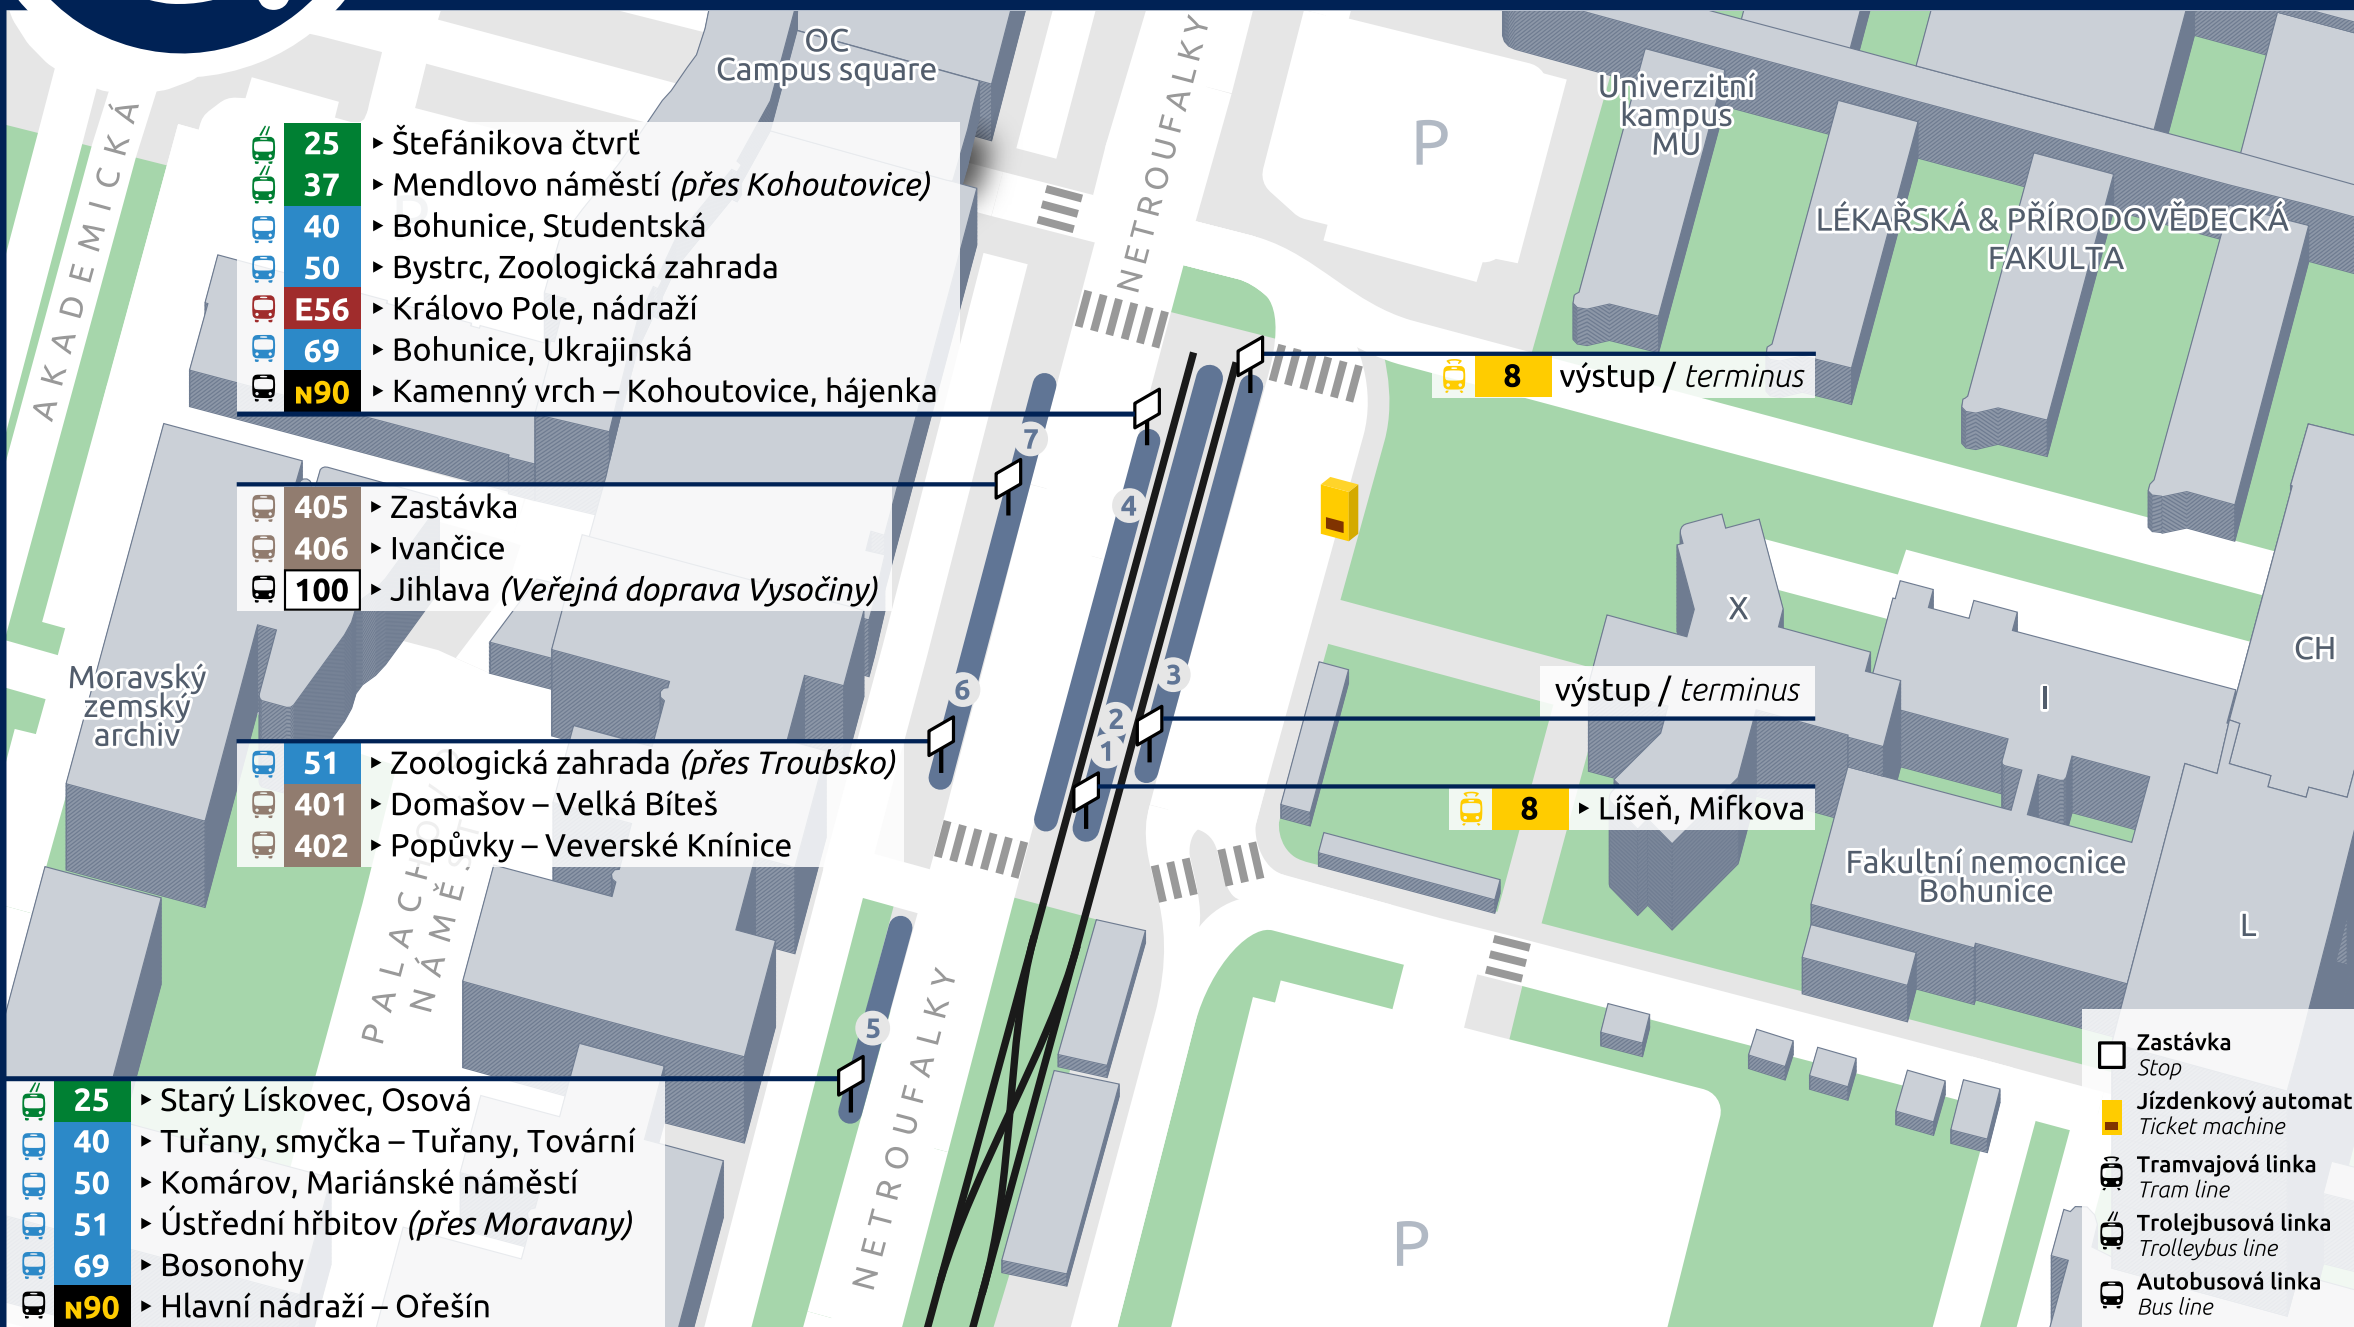 OC
Campus square
NETROUFALKY
Univerzitní
kampus
MU
P
LÉKAŘSKÁ & PŘÍRODOVĚDECKÁ
FAKULTA
AKADEMICKÁ
25 ▸ Štefánikova čtvrť
37 ▸ Mendlovo náměstí (přes Kohoutovice)
40 ▸ Bohunice, Studentská
50 ▸ Bystrc, Zoologická zahrada
E56 ▸ Královo Pole, nádraží
69 ▸ Bohunice, Ukrajinská
N90 ▸ Kamenný vrch – Kohoutovice, hájenka
8 výstup / terminus
7
4
405 ▸ Zastávka
406 ▸ Ivančice
100 ▸ Jihlava (Veřejná doprava Vysočiny)
X
CH
I
Moravský
zemský
archiv
6
3
2
1
výstup / terminus
51 ▸ Zoologická zahrada (přes Troubsko)
401 ▸ Domašov – Velká Bíteš
402 ▸ Popůvky – Veverské Knínice
8 ▸ Líšeň, Mifkova
Fakultní nemocnice
Bohunice
L
PALACHOVO
NÁMĚSTÍ
5
NETROUFALKY
P
25 ▸ Starý Lískovec, Osová
40 ▸ Tuřany, smyčka – Tuřany, Tovární
50 ▸ Komárov, Mariánské náměstí
51 ▸ Ústřední hřbitov (přes Moravany)
69 ▸ Bosonohy
N90 ▸ Hlavní nádraží – Ořešín
Zastávka
Stop
Jízdenkový automat
Ticket machine
Tramvajová linka
Tram line
Trolejbusová linka
Trolleybus line
Autobusová linka
Bus line